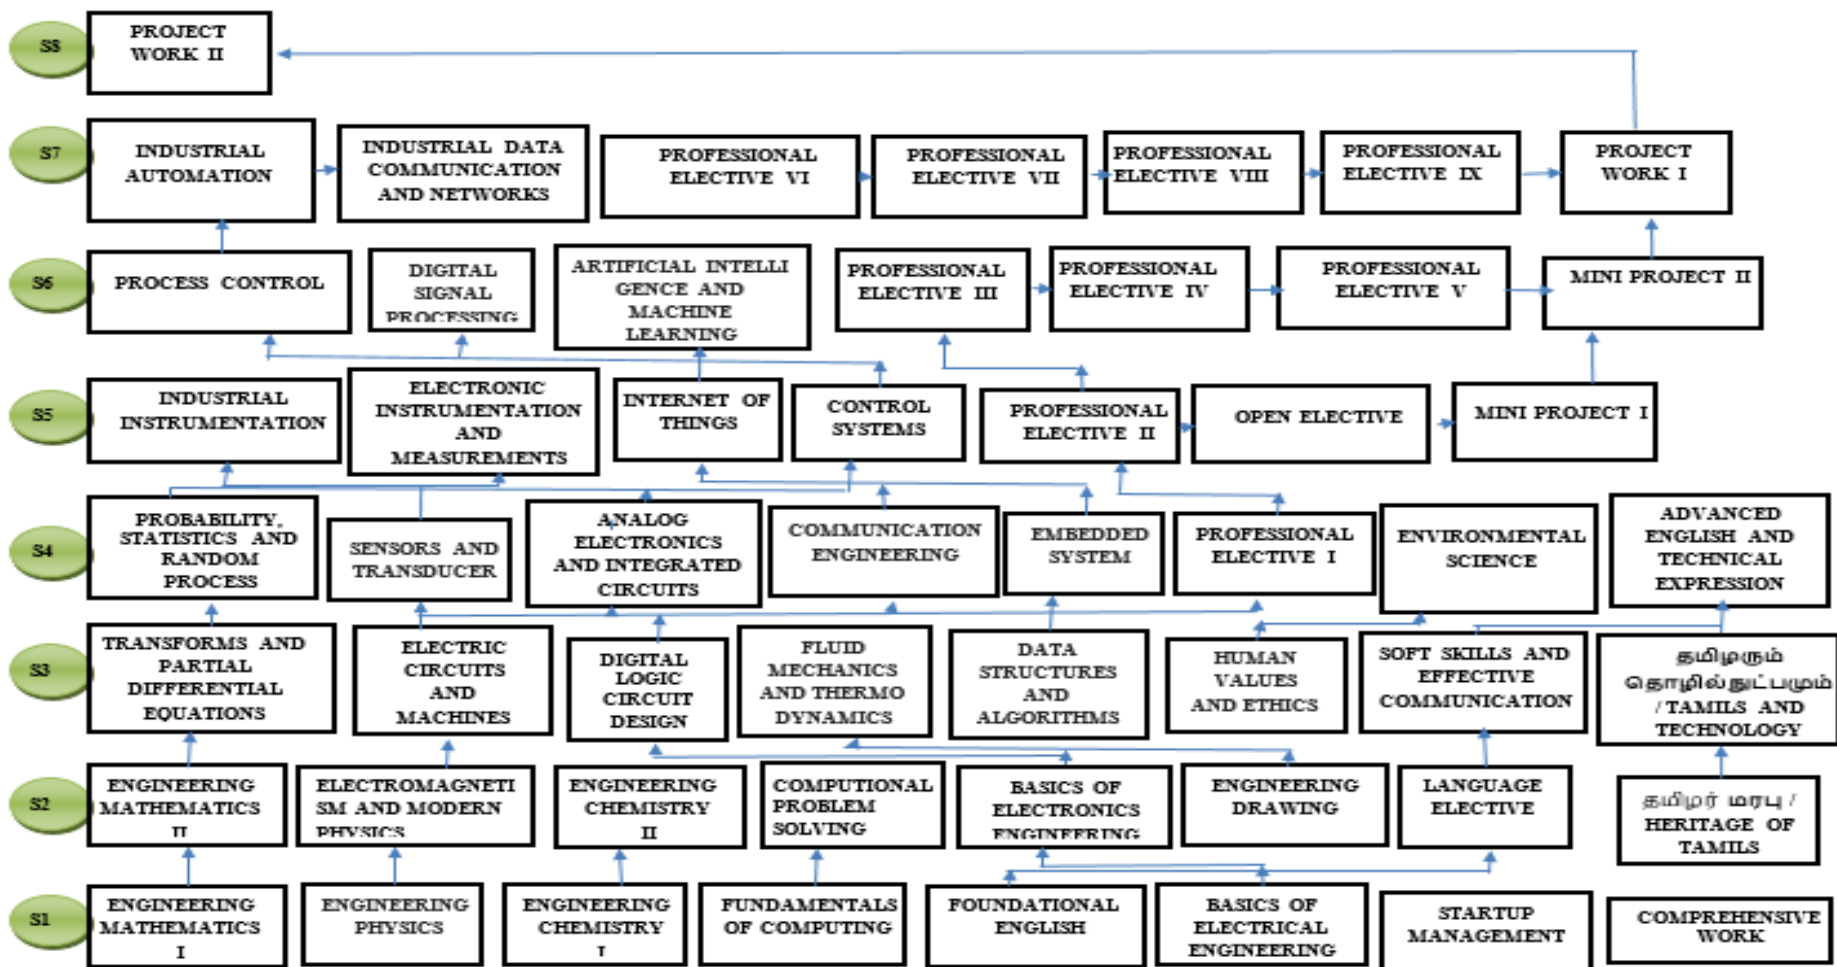 S8
PROJECT
WORK II
S7
INDUSTRIAL
AUTOMATION
INDUSTRIAL DATA
COMMUNICATION
AND NETWORKS
PROFESSIONAL
ELECTIVE VI
PROFESSIONAL
ELECTIVE VII
PROFESSIONAL
ELECTIVE VIII
PROFESSIONAL
ELECTIVE IX
PROJECT
WORK I
S6
PROCESS CONTROL
DIGITAL
SIGNAL
PROCESSING
ARTIFICIAL INTELLI
GENCE AND
MACHINE
LEARNING
PROFESSIONAL
ELECTIVE III
PROFESSIONAL
ELECTIVE IV
PROFESSIONAL
ELECTIVE V
MINI PROJECT II
S5
INDUSTRIAL
INSTRUMENTATION
ELECTRONIC
INSTRUMENTATION
AND
MEASUREMENTS
INTERNET OF
THINGS
CONTROL
SYSTEMS
PROFESSIONAL
ELECTIVE II
OPEN ELECTIVE
MINI PROJECT I
S4
PROBABILITY,
STATISTICS AND
RANDOM
PROCESS
SENSORS AND
TRANSDUCER
ANALOG
ELECTRONICS
AND INTEGRATED
CIRCUITS
COMMUNICATION
ENGINEERING
EMBEDDED
SYSTEM
PROFESSIONAL
ELECTIVE I
ENVIRONMENTAL
SCIENCE
ADVANCED
ENGLISH AND
TECHNICAL
EXPRESSION
S3
TRANSFORMS AND
PARTIAL
DIFFERENTIAL
EQUATIONS
ELECTRIC
CIRCUITS
AND
MACHINES
DIGITAL
LOGIC
CIRCUIT
DESIGN
FLUID
MECHANICS
AND THERMO
DYNAMICS
DATA
STRUCTURES
AND
ALGORITHMS
HUMAN
VALUES
AND ETHICS
SOFT SKILLS AND
EFFECTIVE
COMMUNICATION
தமிழரும்
தொழில்நுட்பமும்
/ TAMILS AND
TECHNOLOGY
S2
ENGINEERING
MATHEMATICS
II
ELECTROMAGNETI
SM AND MODERN
PHYSICS
ENGINEERING
CHEMISTRY
II
COMPUTIONAL
PROBLEM
SOLVING
BASICS OF
ELECTRONICS
ENGINEERING
ENGINEERING
DRAWING
LANGUAGE
ELECTIVE
தமிழர் மரபு /
HERITAGE OF
TAMILS
S1
ENGINEERING
MATHEMATICS
I
ENGINEERING
PHYSICS
ENGINEERING
CHEMISTRY
I
FUNDAMENTALS
OF COMPUTING
FOUNDATIONAL
ENGLISH
BASICS OF
ELECTRICAL
ENGINEERING
STARTUP
MANAGEMENT
COMPREHENSIVE
WORK